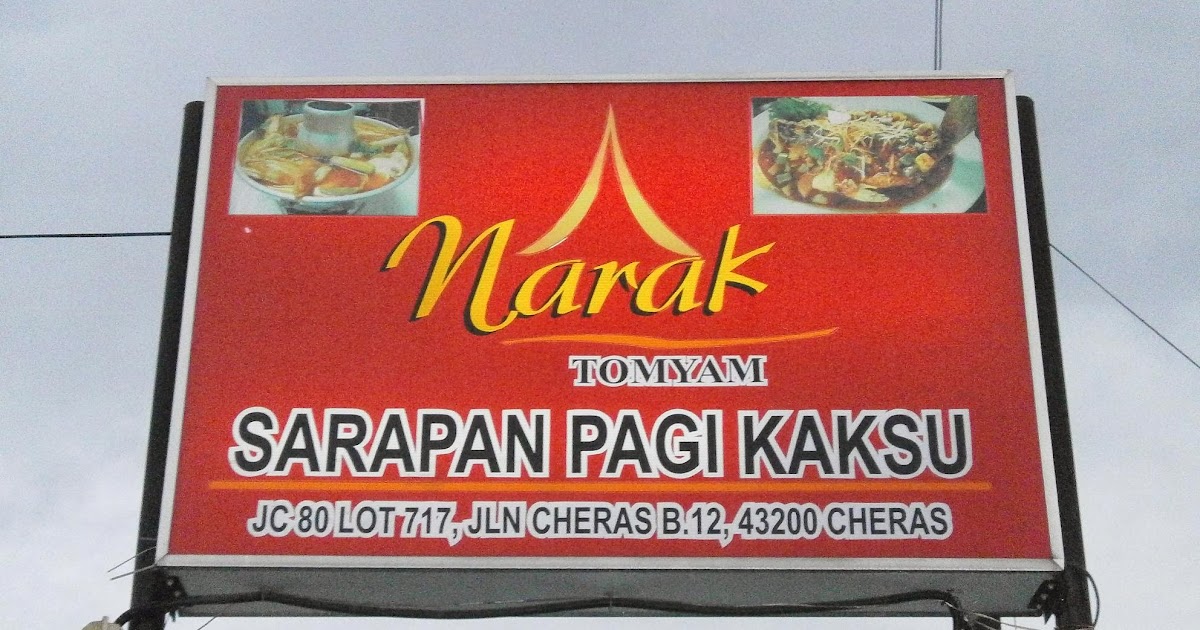 Narak
TOMYAM
SARAPAN PAGI KAKSU
JC 80 LOT 717, JLN CHERAS B.12, 43200 CHERAS